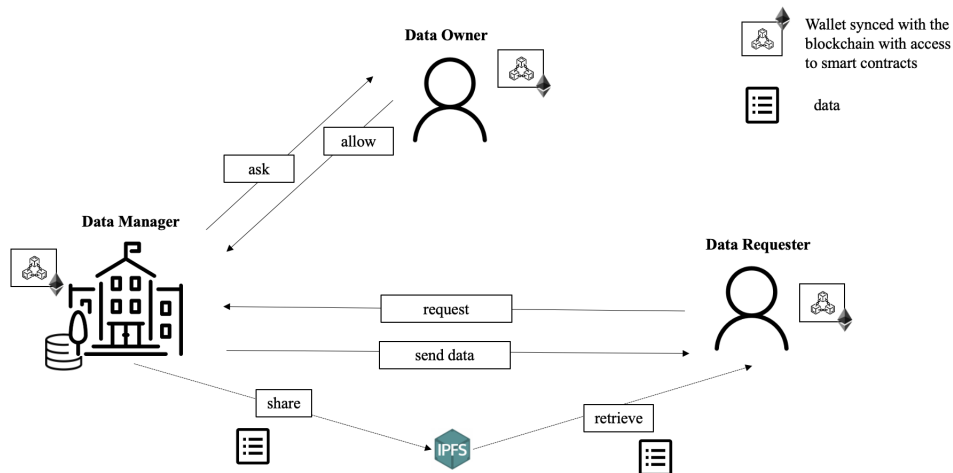 Data Owner
Wallet synced with the
blockchain with access
to smart contracts
data
allow
ask
Data Manager
Data Requester
request
send data
share
retrieve
IPFS